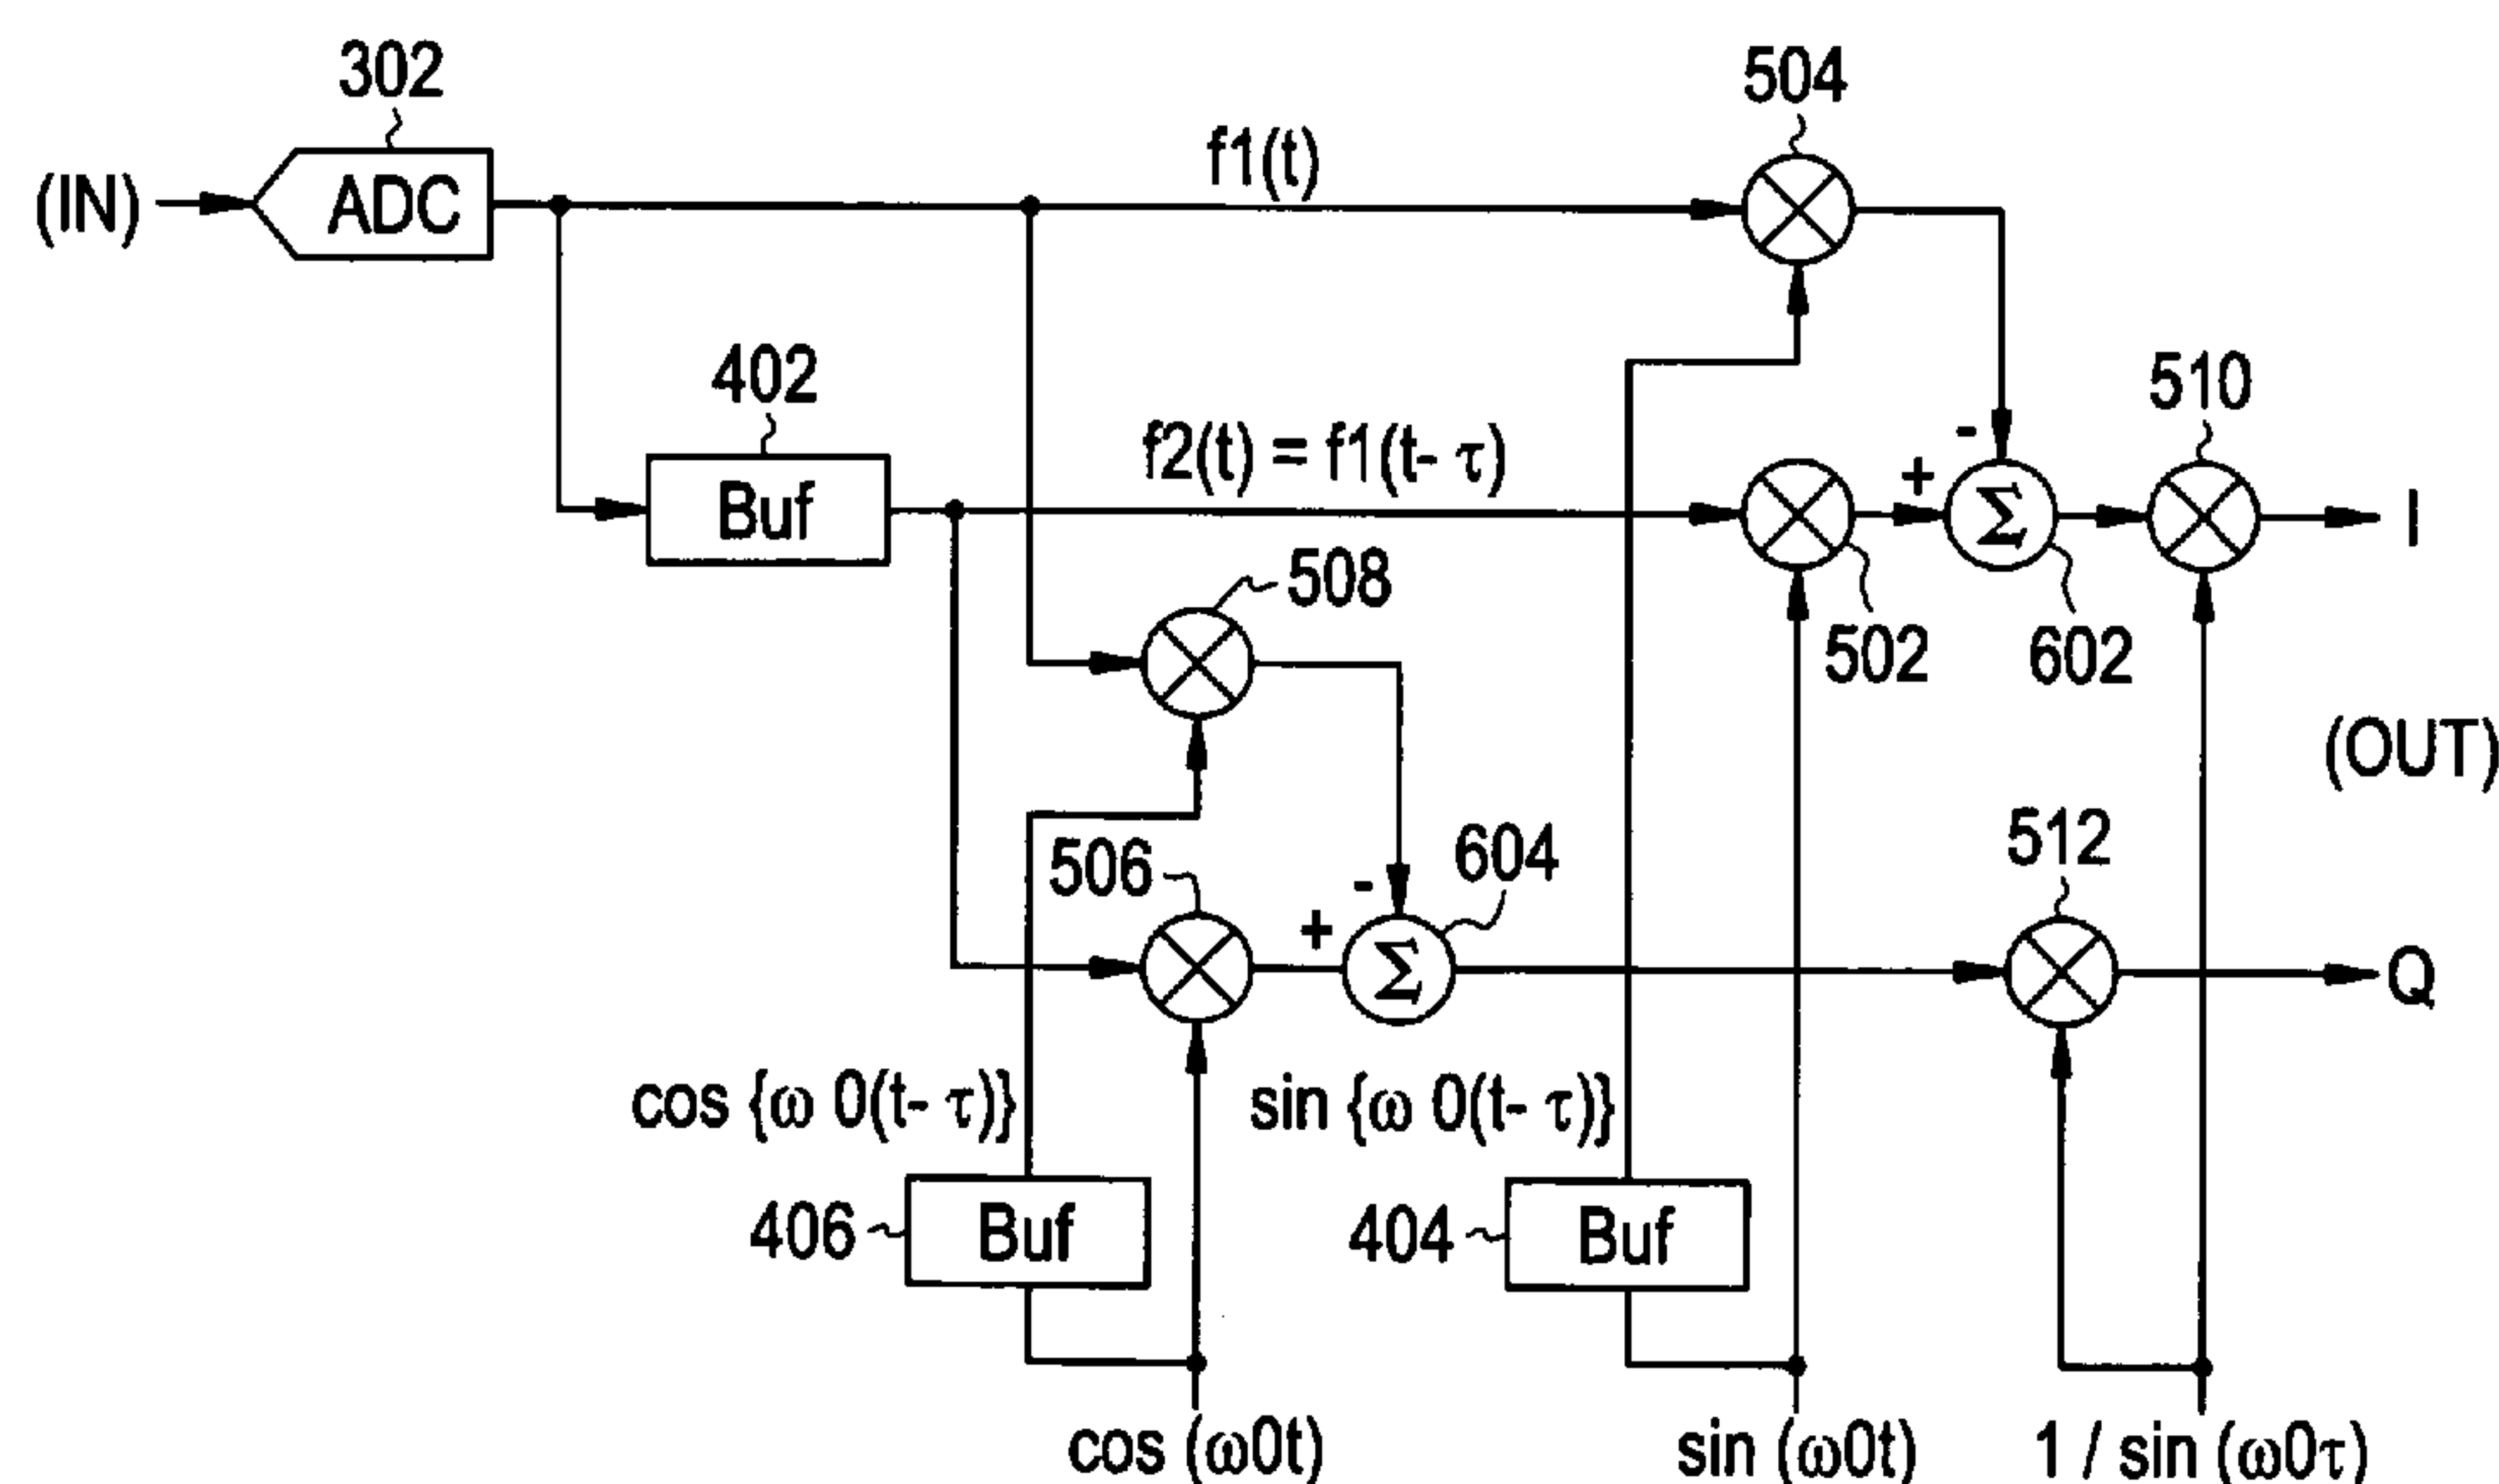 302
504
f1(t)
(IN)
ADC
402
510
f2(t) = f1(t- τ)
-
+
Buf
Σ
I
508
502
602
(OUT)
506
604
512
-
+
Σ
Q
cos {ω 0(t- τ)}
sin {ω 0(t- τ)}
406
Buf
404
Buf
cos (ω0t)
sin (ω0t)
1 / sin (ω0τ)